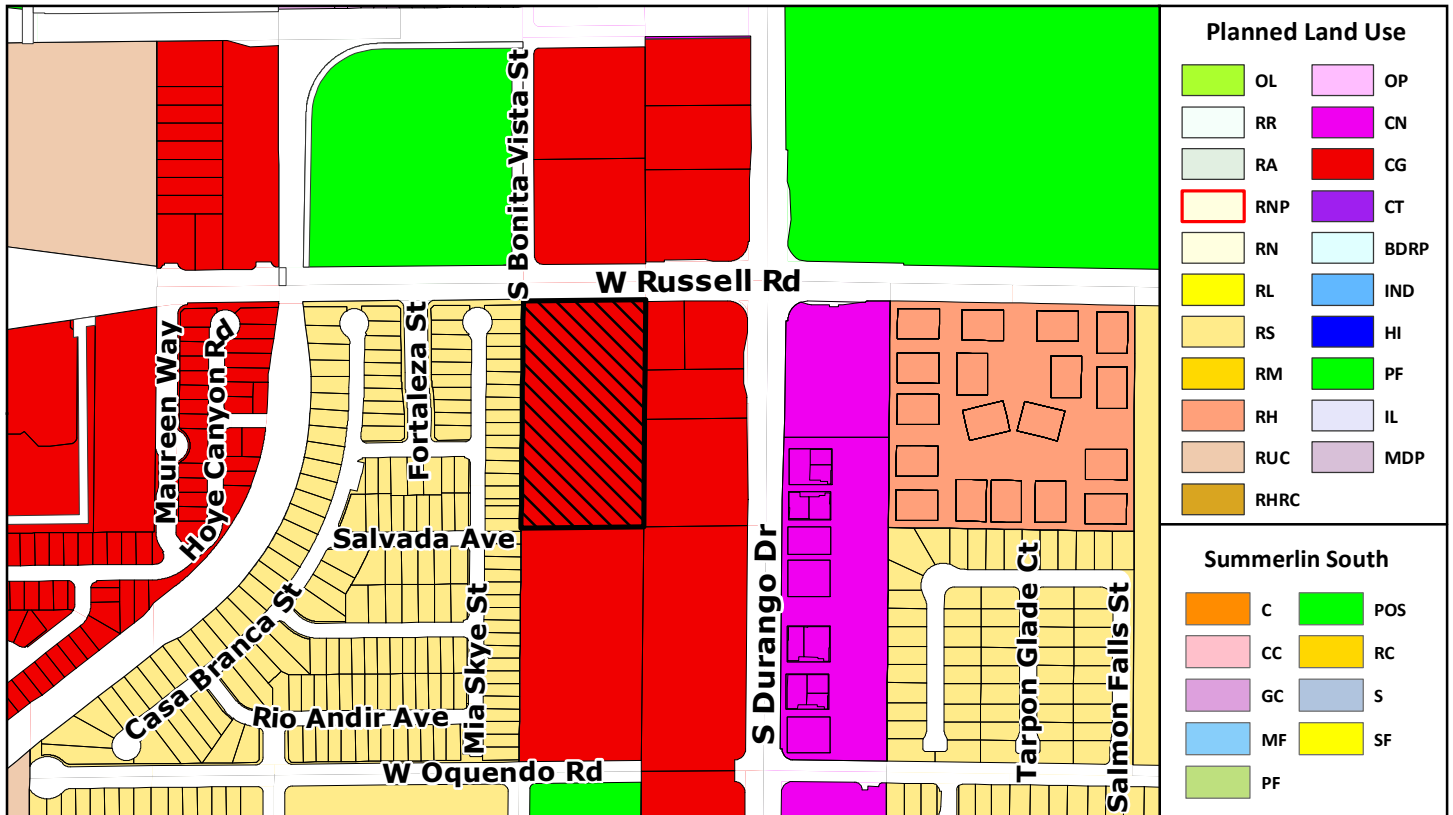 S Bonita Vista St
W Russell Rd
Maureen Way
Hoye Canyon Rd
Fortaleza St
Salvada Ave
Casa Branca St
Mia Skye St
Rio Andir Ave
W Oquendo Rd
S Durango Dr
Tarpon Glade Ct
Salmon Falls St
Planned Land Use
OL OP
RR CN
RA CG
RNP CT
RN BDRP
RL IND
RS HI
RM PF
RH IL
RUC MDP
RHRC
Summerlin South
C POS
CC RC
GC S
MF SF
PF